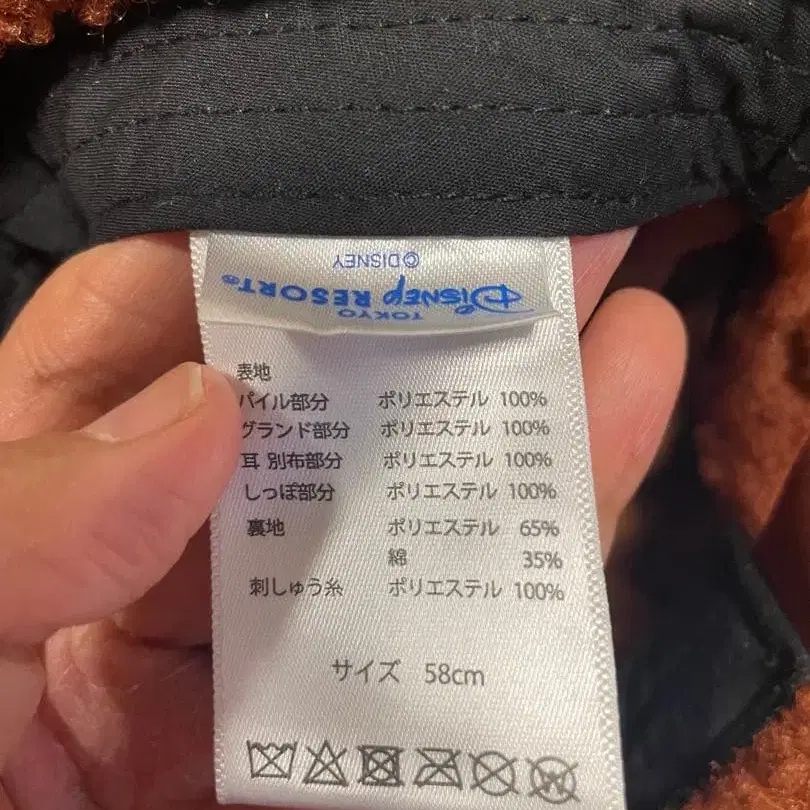 ©DISNEY
TOKYO
DISNEY RESORT®
表地
パイル部分 ポリエステル 100%
グランド部分 ポリエステル 100%
耳 別布部分 ポリエステル 100%
しっぽ部分 ポリエステル 100%
裏地 ポリエステル 65%
綿 35%
刺しゅう糸 ポリエステル 100%
サイズ 58cm